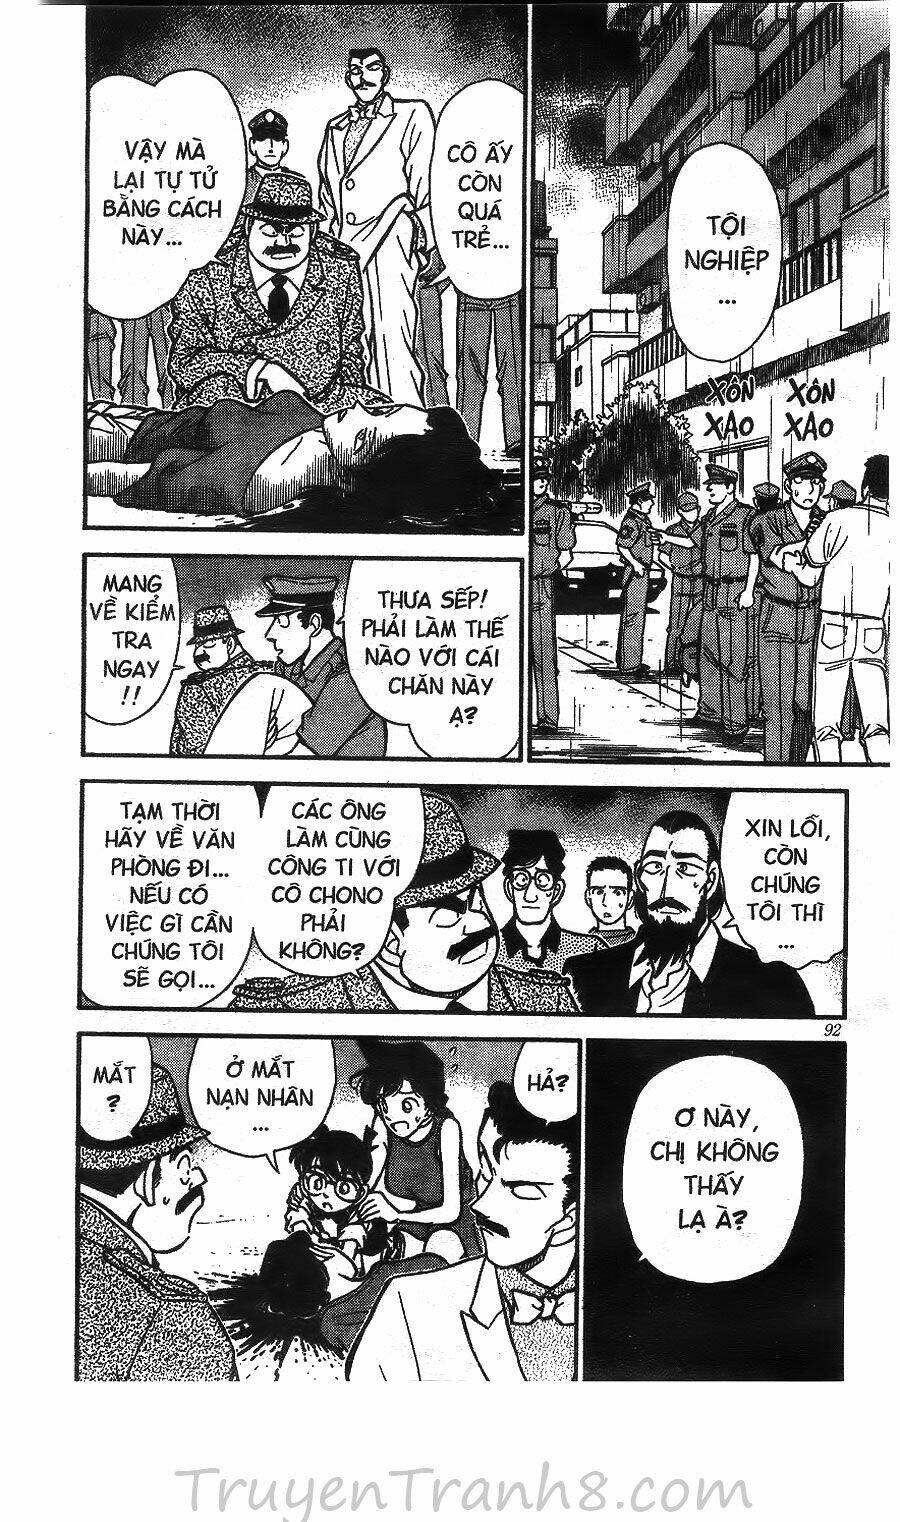 TỘI
NGHIỆP
...
XÔN
XAO
XÔN
XAO
CÔ ẤY
CÒN
QUÁ
TRẺ...
VẬY MÀ
LẠI TỰ TỬ
BẰNG CÁCH
NÀY...
THƯA SẾP!
PHẢI LÀM THẾ
NÀO VỚI CÁI
CHĂN NÀY
Ạ?
MANG
VỀ KIỂM
TRA
NGAY
!!
XIN LỖI,
CÒN
CHÚNG
TÔI THÌ
...
CÁC ÔNG
LÀM CÙNG
CÔNG TI VỚI
CÔ CHONO
PHẢI
KHÔNG?
TẠM THỜI
HÃY VỀ VĂN
PHÒNG ĐI...
NẾU CÓ
VIỆC GÌ CẦN
CHÚNG TÔI
SẼ GỌI...
92
Ơ NÀY,
CHỊ KHÔNG
THẤY
LẠ À?
HẢ?
Ở MẮT
NẠN NHÂN
...
MẮT
?
TruyenTranh8.com